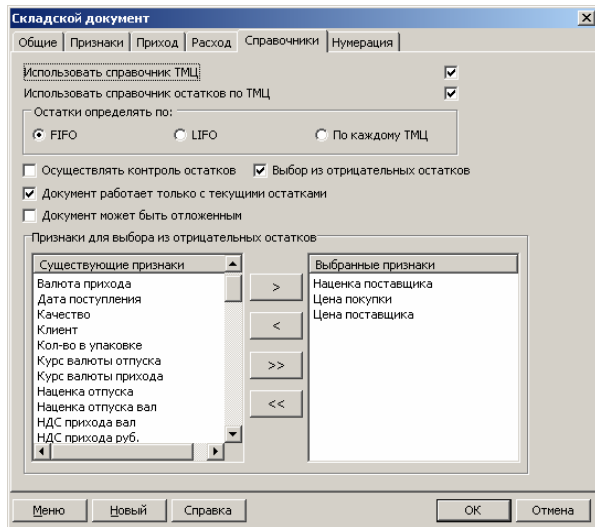 Складской документ
Общие Признаки Приход Расход Справочники Нумерация
Использовать справочник ТМЦ
Использовать справочник остатков по ТМЦ
Остатки определять по:
FIFO LIFO По каждому ТМЦ
Осуществлять контроль остатков Выбор из отрицательных остатков
Документ работает только с текущими остатками
Документ может быть отложенным
Признаки для выбора из отрицательных остатков
Существующие признаки
Валюта прихода
Дата поступления
Качество
Клиент
Кол-во в упаковке
Курс валюты отпуска
Курс валюты прихода
Наценка отпуска
Наценка отпуска вал
НДС прихода вал
НДС прихода руб.
>
<
>>
<<
Выбранные признаки
Наценка поставщика
Цена покупки
Цена поставщика
Меню Новый Справка OK Отмена